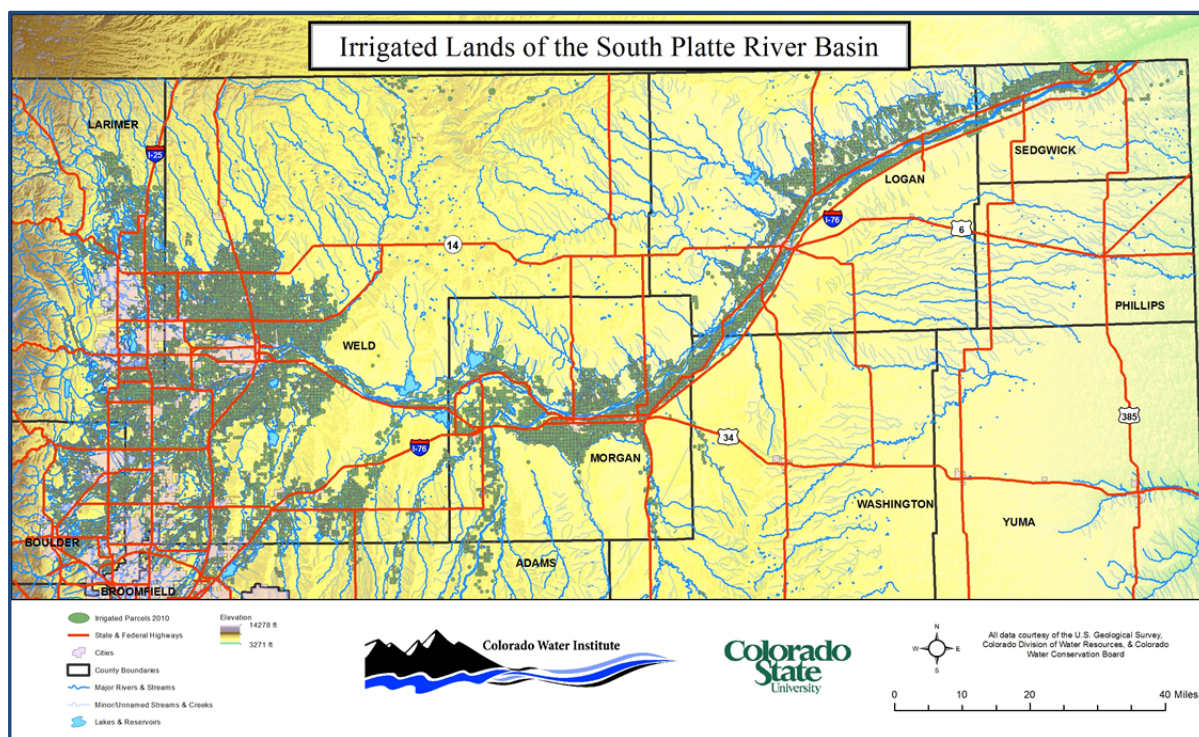 Irrigated Lands of the South Platte River Basin
LARIMER
I-25
SEDGWICK
LOGAN
I-76
6
14
PHILLIPS
WELD
385
34
I-76
MORGAN
WASHINGTON
YUMA
BOULDER
ADAMS
BROOMFIELD
Irrigated Parcels 2010
State & Federal Highways
Cities
County Boundaries
Major Rivers & Streams
Minor/Unnamed Streams & Creeks
Lakes & Reservoirs
Elevation
14278 ft
3271 ft
Colorado Water Institute
Colorado
State
University
N
W E
S
All data courtesy of the U.S. Geological Survey,
Colorado Division of Water Resources, & Colorado
Water Conservation Board
0 10 20 40 Miles